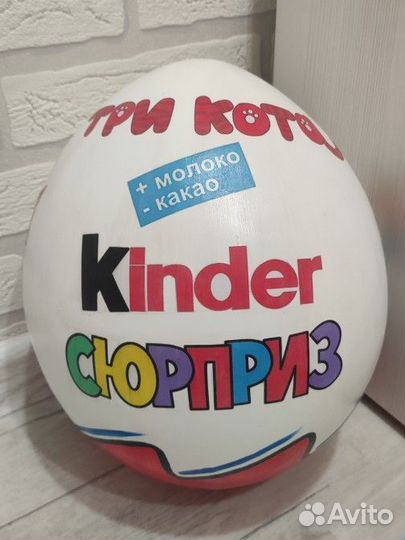 ТРИ КОТА
+ молоко
- какао
Kinder
СЮРПРИЗ
Avito